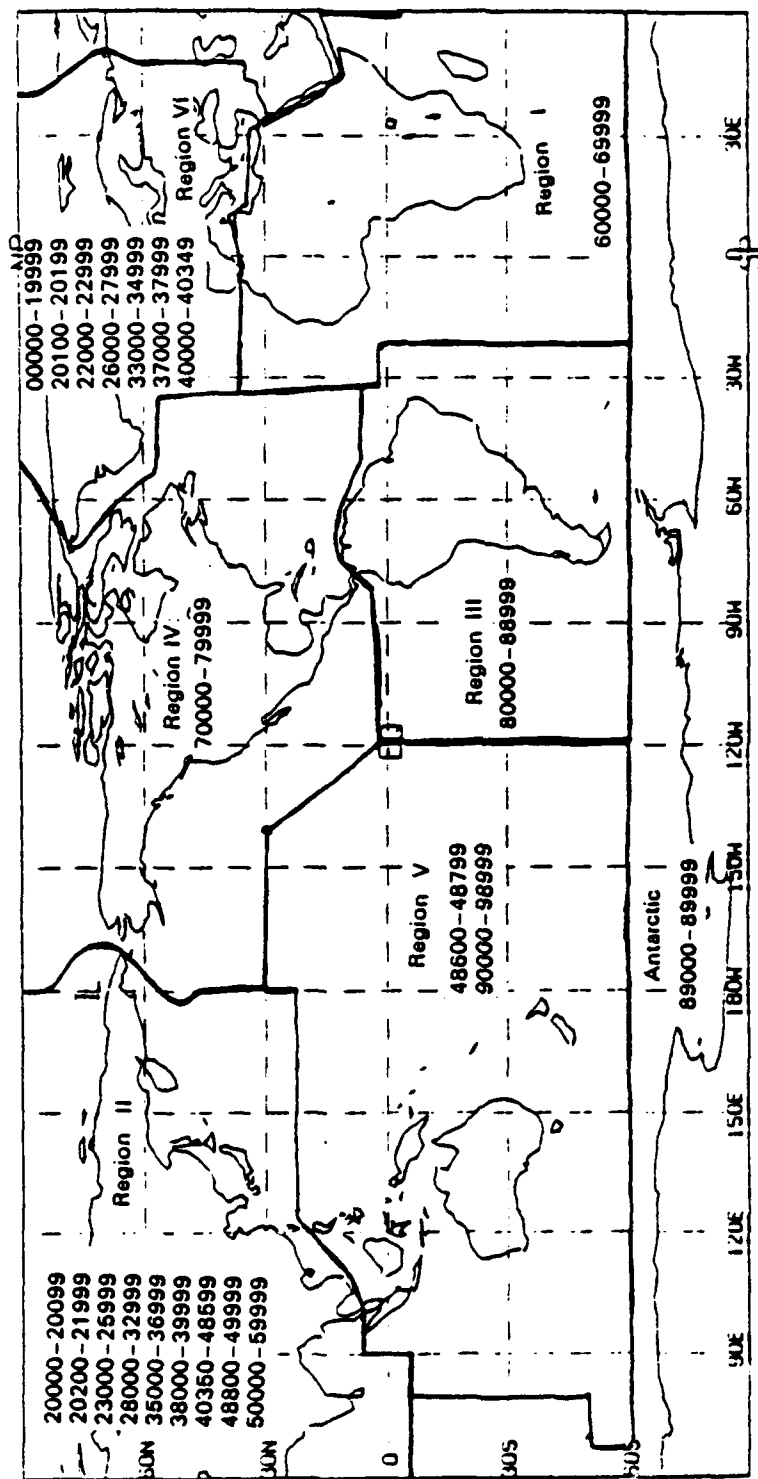 20000-20099
20200-21999
23000-25999
28000-32999
35000-36999
38000-39999
40350-48599
48800-49999
50000-59999
Region II
Region IV
70000-79999
NP
00000-19999
20100-20199
22000-22999
26000-27999
33000-34999
37000-37999
40000-40349
Region VI
Region V
48600-48799
90000-98999
Region III
80000-88999
Region I
60000-69999
Antarctic
89000-89999
60N
30N
0
30S
60S
90E 120E 150E 180W 150W 120W 90W 60W 30W 0 30E